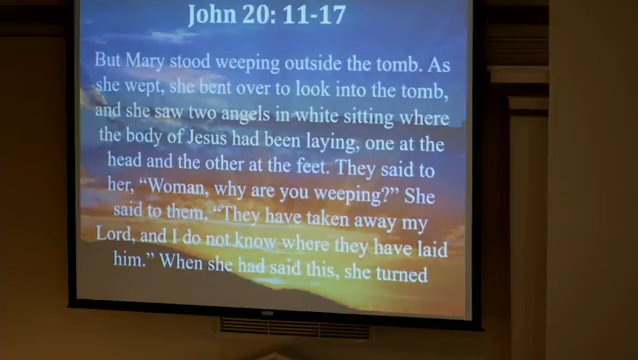 John 20: 11-17
But Mary stood weeping outside the tomb. As
she wept, she bent over to look into the tomb,
and she saw two angels in white sitting where
the body of Jesus had been laying, one at the
head and the other at the feet. They said to
her, “Woman, why are you weeping?” She
said to them, “They have taken away my
Lord, and I do not know where they have laid
him.” When she had said this, she turned